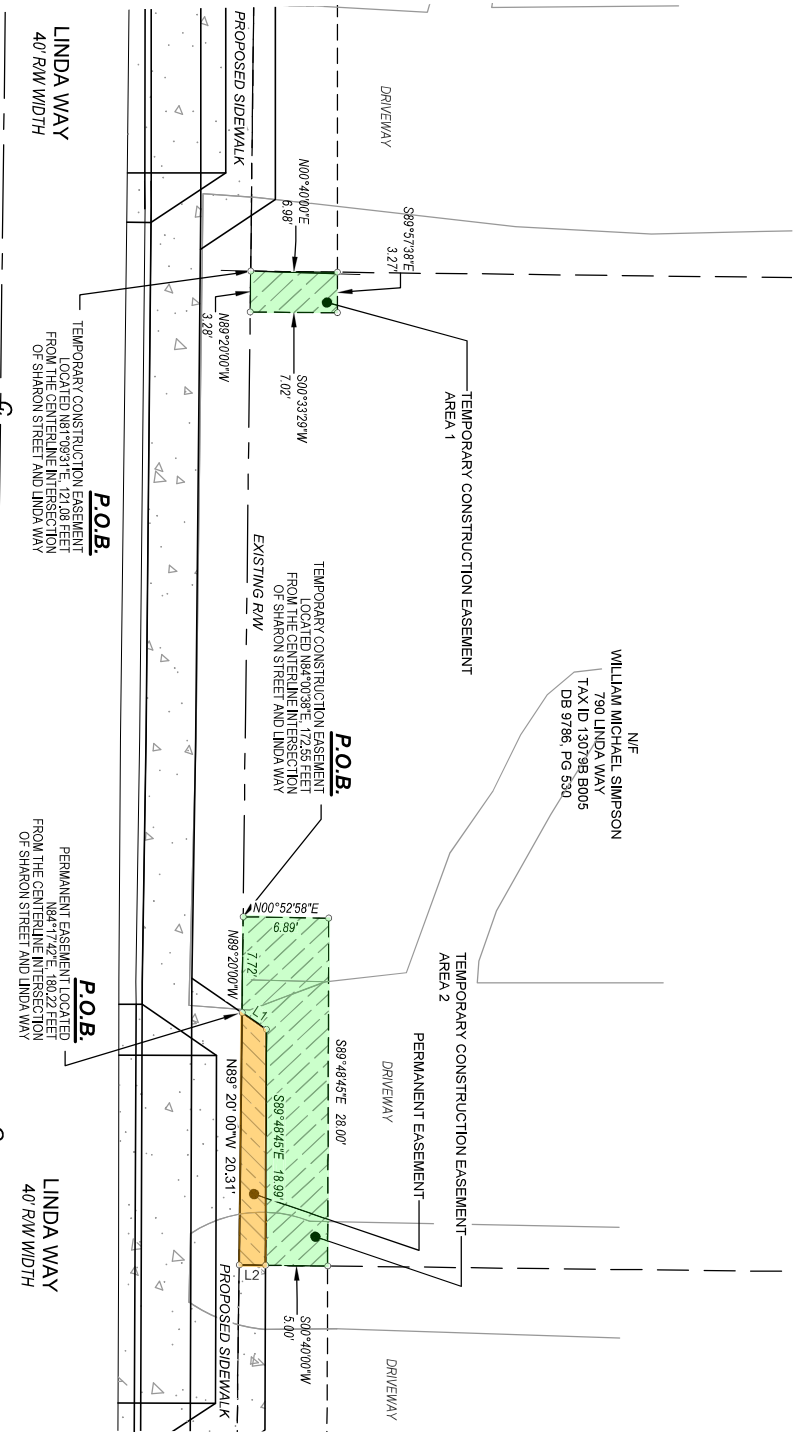 DRIVEWAY
N/F
WILLIAM MICHAEL SIMPSON
790 LINDA WAY
TAX ID 13079B B005
DB 9786, PG 530
TEMPORARY CONSTRUCTION EASEMENT
AREA 1
TEMPORARY CONSTRUCTION EASEMENT
AREA 2
PERMANENT EASEMENT
DRIVEWAY
DRIVEWAY
S89°57'38"E
3.27'
N00°40'00"E
6.98'
S00°33'29"W
7.02'
N89°20'00"W
3.28'
S89°48'45"E 28.00'
N00°52'58"E
6.89'
7.72'
N89°20'00"W
L1
S89°48'45"E 18.99'
N89° 20' 00"W 20.31'
L2
S00°40'00"W
5.00'
PROPOSED SIDEWALK
EXISTING R/W
PROPOSED SIDEWALK
P.O.B.
TEMPORARY CONSTRUCTION EASEMENT
LOCATED N84°00'38"E, 172.55 FEET
FROM THE CENTERLINE INTERSECTION
OF SHARON STREET AND LINDA WAY
P.O.B.
TEMPORARY CONSTRUCTION EASEMENT
LOCATED N81°09'31"E, 121.08 FEET
FROM THE CENTERLINE INTERSECTION
OF SHARON STREET AND LINDA WAY
P.O.B.
PERMANENT EASEMENT LOCATED
N84°17'42"E, 180.22 FEET
FROM THE CENTERLINE INTERSECTION
OF SHARON STREET AND LINDA WAY
LINDA WAY
40' R/W WIDTH
LINDA WAY
40' R/W WIDTH